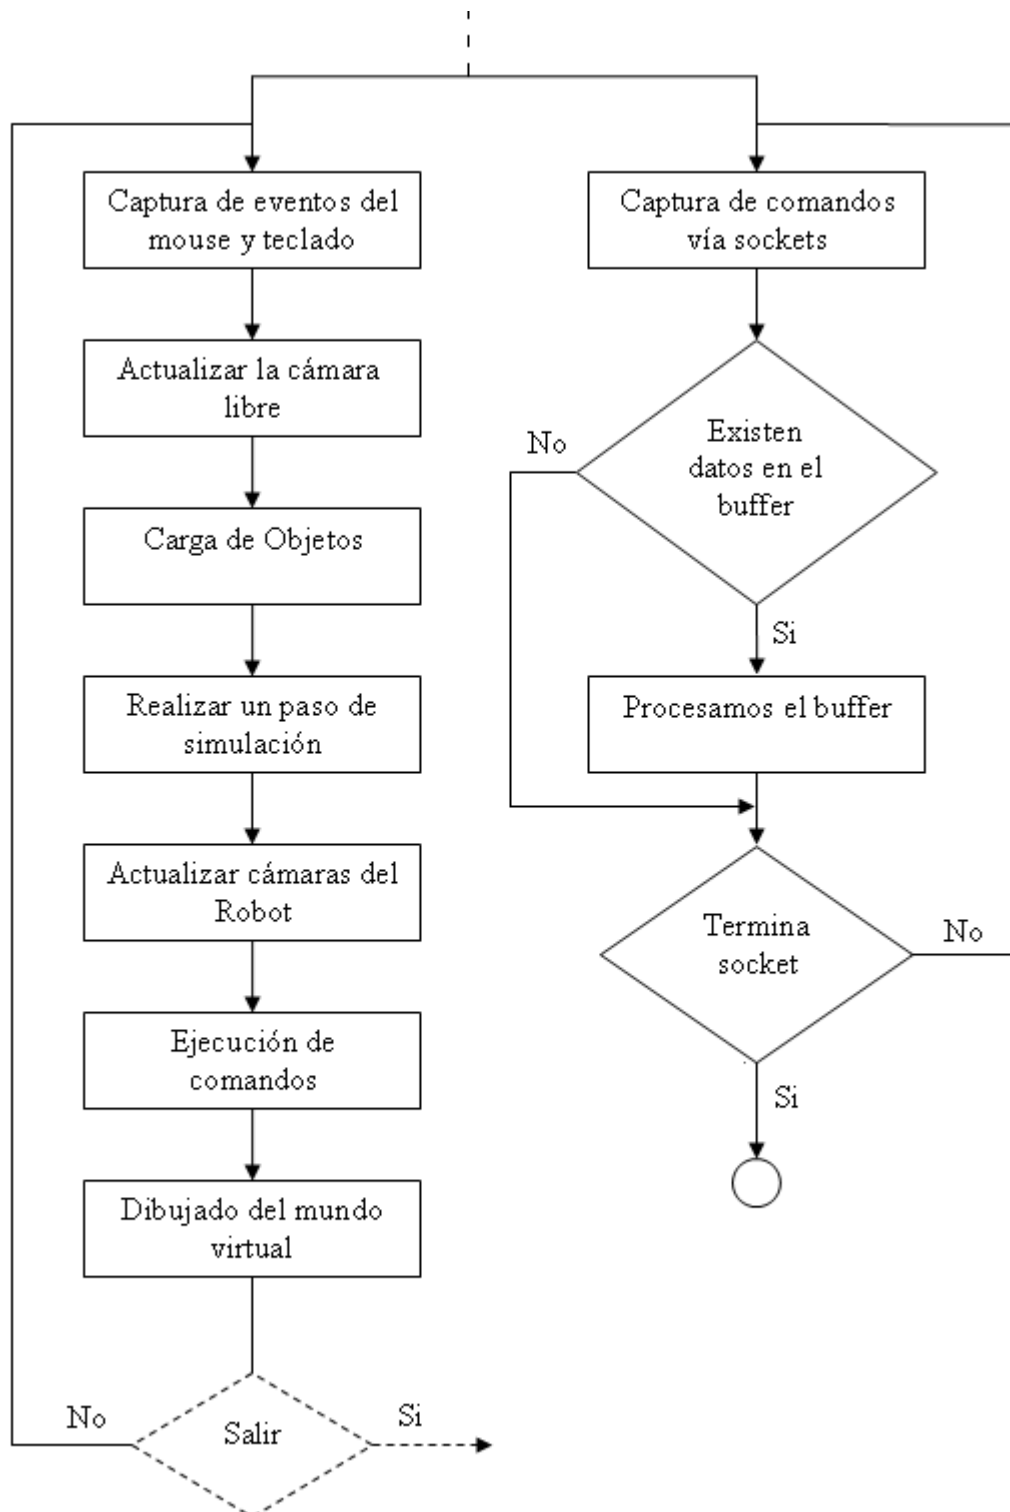 Captura de eventos del
mouse y teclado
Actualizar la cámara
libre
Carga de Objetos
Realizar un paso de
simulación
Actualizar cámaras del
Robot
Ejecución de
comandos
Dibujado del mundo
virtual
No
Salir
Si
Captura de comandos
vía sockets
No
Existen
datos en el
buffer
Si
Procesamos el buffer
Termina
socket
No
Si